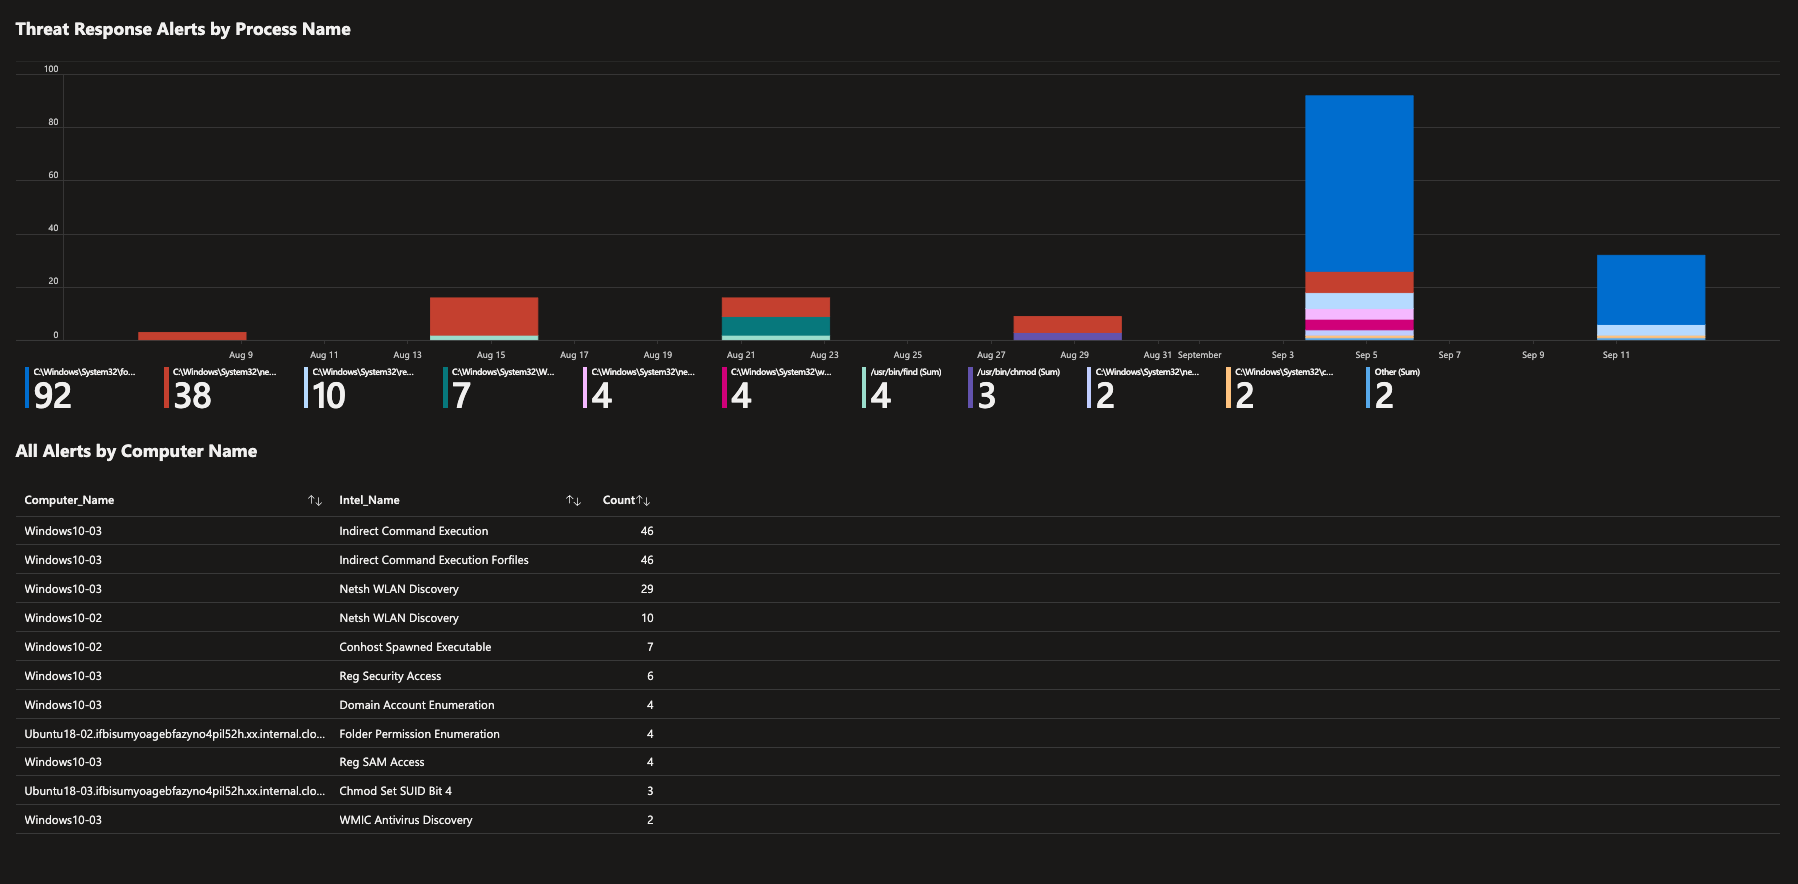 Threat Response Alerts by Process Name
100
80
60
40
20
0
Aug 9 Aug 11 Aug 13 Aug 15 Aug 17 Aug 19 Aug 21 Aug 23 Aug 25 Aug 27 Aug 29 Aug 31 September Sep 3 Sep 5 Sep 7 Sep 9 Sep 11
C:\Windows\System32\fo... C:\Windows\System32\ne... C:\Windows\System32\re... C:\Windows\System32\W... C:\Windows\System32\ne... C:\Windows\System32\w... /usr/bin/find (Sum) /usr/bin/chmod (Sum) C:\Windows\System32\ne... C:\Windows\System32\c... Other (Sum)
92 38 10 7 4 4 4 3 2 2 2
All Alerts by Computer Name
Computer_Name ↑↓ Intel_Name ↑↓ Count↑↓
Windows10-03 Indirect Command Execution 46
Windows10-03 Indirect Command Execution Forfiles 46
Windows10-03 Netsh WLAN Discovery 29
Windows10-02 Netsh WLAN Discovery 10
Windows10-02 Conhost Spawned Executable 7
Windows10-03 Reg Security Access 6
Windows10-03 Domain Account Enumeration 4
Ubuntu18-02.ifbisumyoagebfazyno4pil52h.xx.internal.clo... Folder Permission Enumeration 4
Windows10-03 Reg SAM Access 4
Ubuntu18-03.ifbisumyoagebfazyno4pil52h.xx.internal.clo... Chmod Set SUID Bit 4 3
Windows10-03 WMIC Antivirus Discovery 2